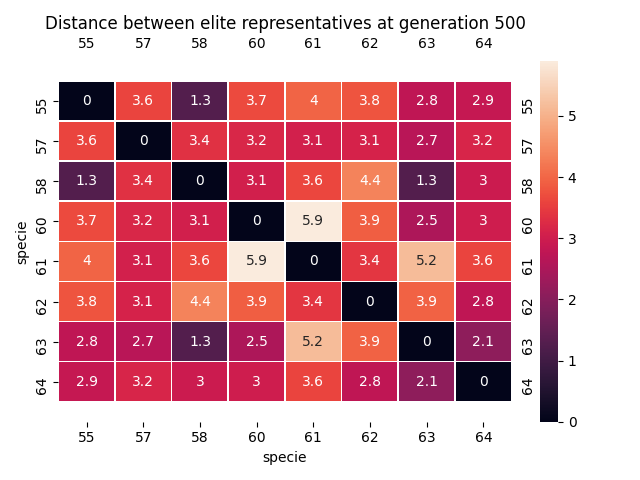 Distance between elite representatives at generation 500
55 57 58 60 61 62 63 64
55 0 3.6 1.3 3.7 4 3.8 2.8 2.9 55
57 3.6 0 3.4 3.2 3.1 3.1 2.7 3.2 57
58 1.3 3.4 0 3.1 3.6 4.4 1.3 3 58
60 3.7 3.2 3.1 0 5.9 3.9 2.5 3 60
61 4 3.1 3.6 5.9 0 3.4 5.2 3.6 61
62 3.8 3.1 4.4 3.9 3.4 0 3.9 2.8 62
63 2.8 2.7 1.3 2.5 5.2 3.9 0 2.1 63
64 2.9 3.2 3 3 3.6 2.8 2.1 0 64
55 57 58 60 61 62 63 64
specie
specie
5
4
3
2
1
0